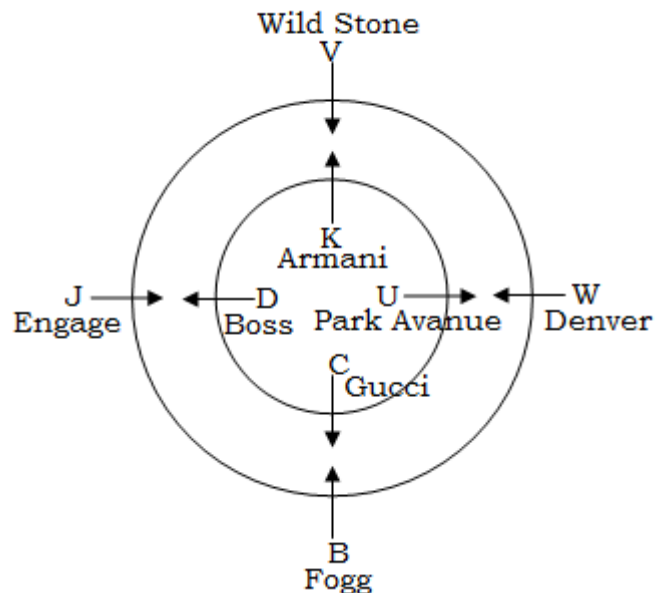 Wild Stone
V
K
Armani
J
D
U
W
Engage
Boss
Park Avanue
Denver
C
Gucci
B
Fogg